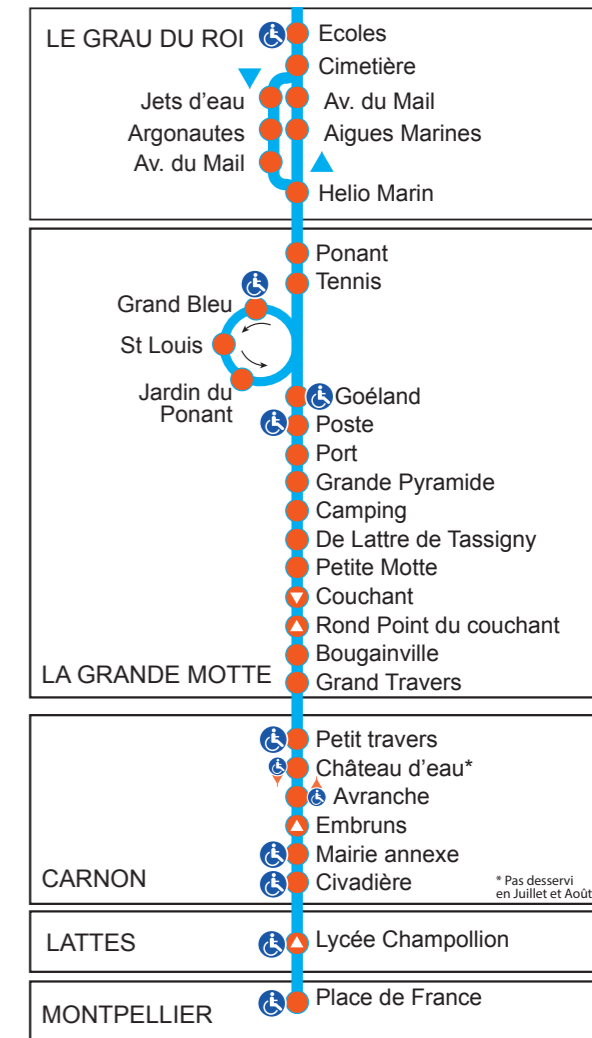 LE GRAU DU ROI
Ecoles
Cimetière
Jets d'eau
Av. du Mail
Argonautes
Aigues Marines
Av. du Mail
Helio Marin
Ponant
Tennis
Grand Bleu
St Louis
Jardin du
Ponant
Goéland
Poste
Port
Grande Pyramide
Camping
De Lattre de Tassigny
Petite Motte
Couchant
Rond Point du couchant
Bougainville
LA GRANDE MOTTE
Grand Travers
Petit travers
Château d'eau*
Avranche
Embruns
Mairie annexe
CARNON
Civadière
* Pas desservi
en Juillet et Août
LATTES
Lycée Champollion
MONTPELLIER
Place de France